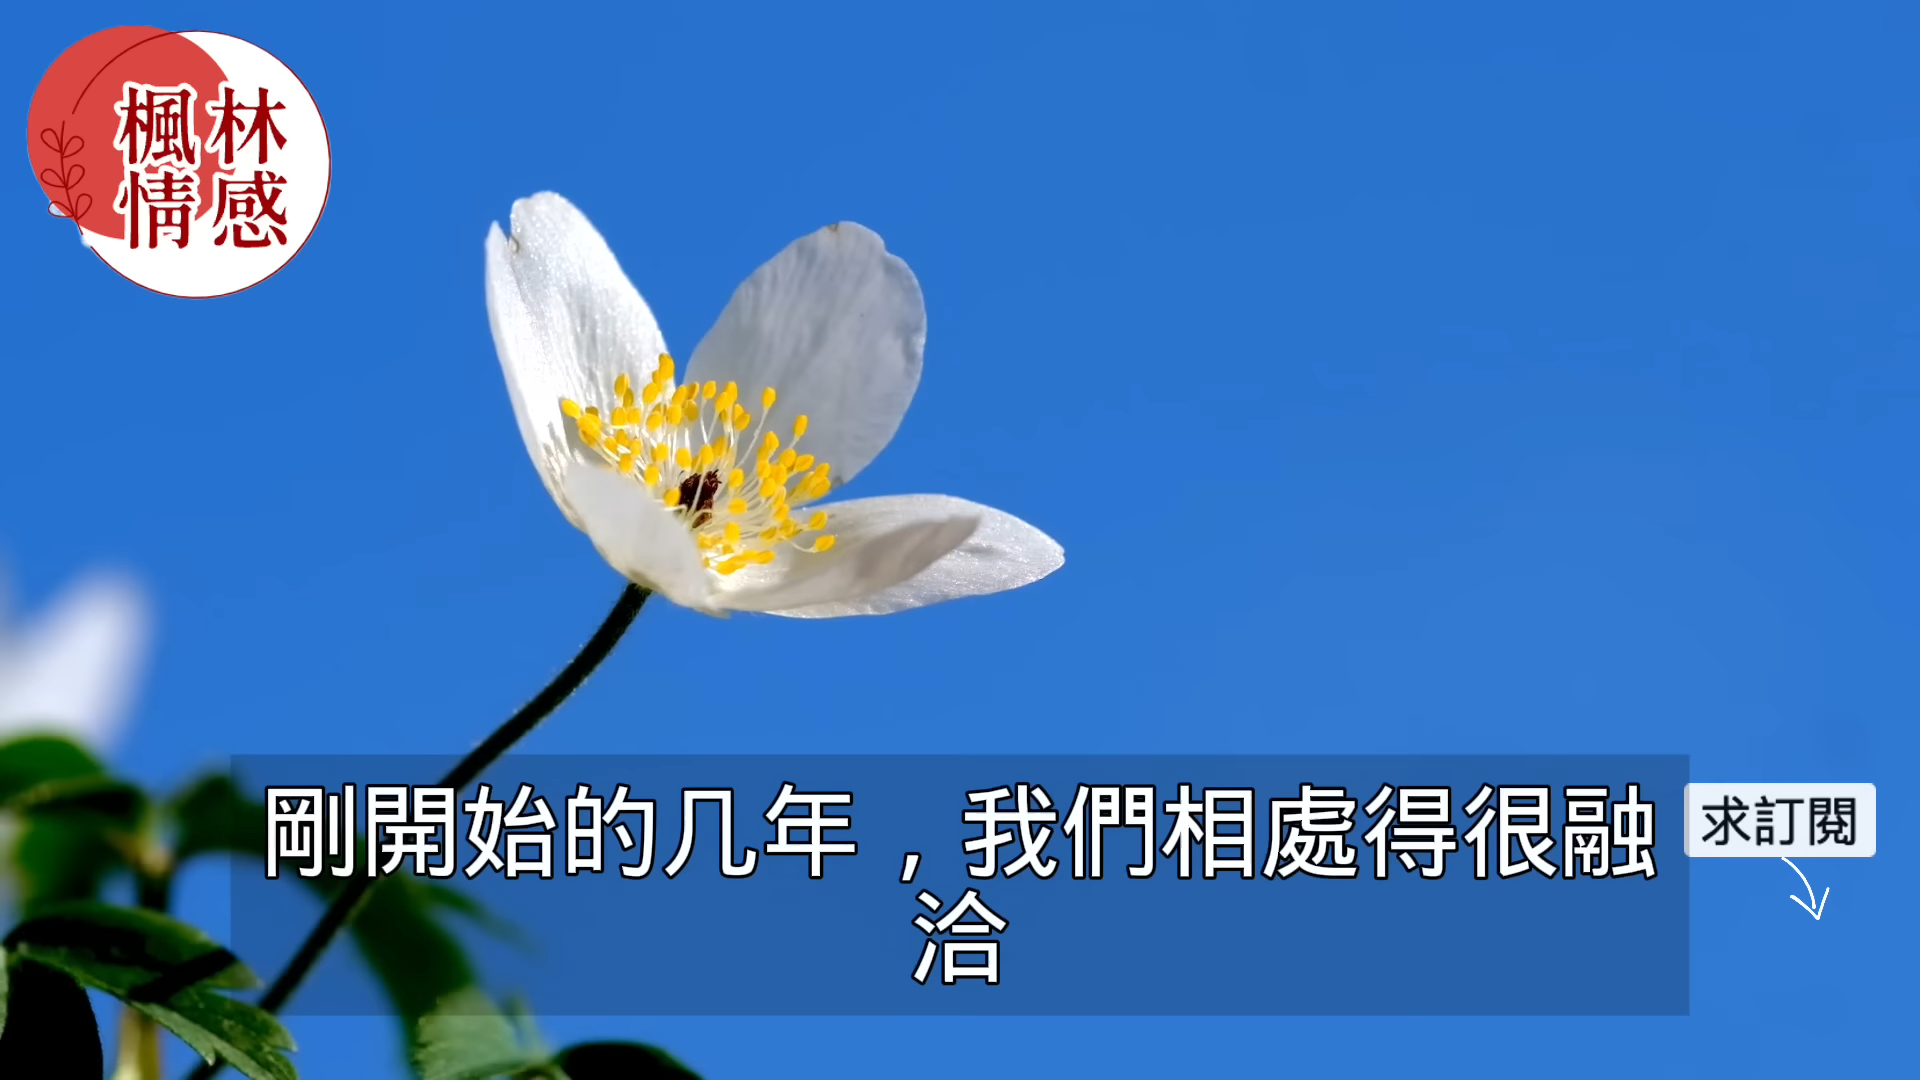 楓林
情感
剛開始的几年，我們相處得很融
洽
求訂閱